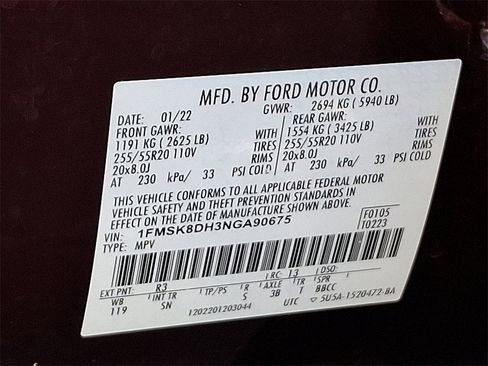 MFD. BY FORD MOTOR CO.
DATE: 01/22 GVWR: 2694 KG ( 5940 LB)
FRONT GAWR: WITH REAR GAWR: WITH
1191 KG ( 2625 LB) TIRES 1554 KG ( 3425 LB) TIRES
255/55R20 110V RIMS 255/55R20 110V RIMS
20x8.0J 20x8.0J
AT 230 kPa/ 33 PSI COLD AT 230 kPa/ 33 PSI COLD
THIS VEHICLE CONFORMS TO ALL APPLICABLE FEDERAL MOTOR
VEHICLE SAFETY AND THEFT PREVENTION STANDARDS IN
EFFECT ON THE DATE OF MANUFACTURE SHOWN ABOVE.
VIN: 1FMSK8DH3NGA90675 F0105
TYPE: MPV T0223
EXT PNT: R3 RC: 13 DSO:
WB INT TR TP/PS R AXLE TR SPR
119 SN S 3B T BBCC
1202201203044 UTC 5U5A-1520472-BA